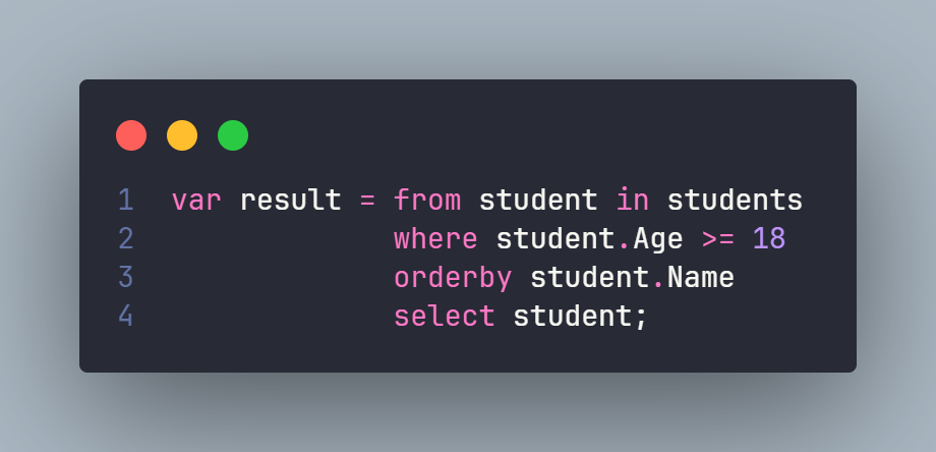 1 var result = from student in students
2 where student.Age >= 18
3 orderby student.Name
4 select student;